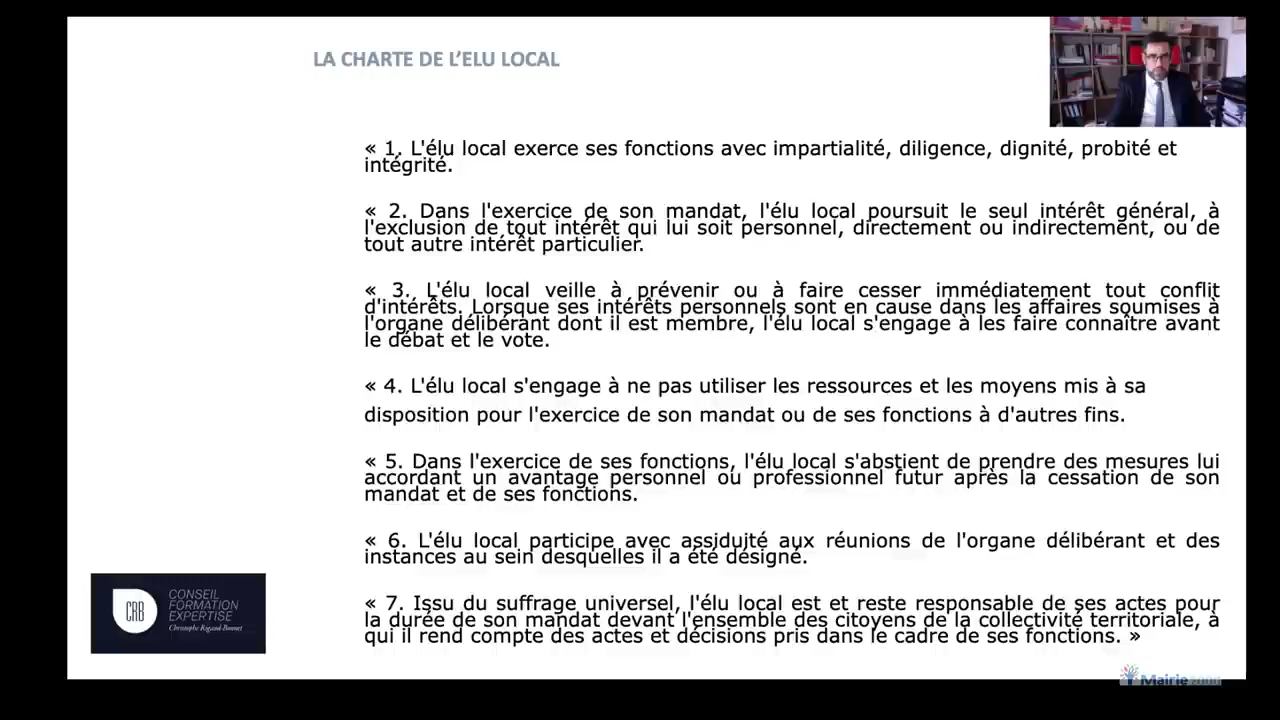 LA CHARTE DE L’ELU LOCAL
« 1. L'élu local exerce ses fonctions avec impartialité, diligence, dignité, probité et
intégrité.
« 2. Dans l'exercice de son mandat, l'élu local poursuit le seul intérêt général, à
l'exclusion de tout intérêt qui lui soit personnel, directement ou indirectement, ou de
tout autre intérêt particulier.
« 3. L'élu local veille à prévenir ou à faire cesser immédiatement tout conflit
d'intérêts. Lorsque ses intérêts personnels sont en cause dans les affaires soumises à
l'organe délibérant dont il est membre, l'élu local s'engage à les faire connaître avant
le débat et le vote.
« 4. L'élu local s'engage à ne pas utiliser les ressources et les moyens mis à sa
disposition pour l'exercice de son mandat ou de ses fonctions à d'autres fins.
« 5. Dans l'exercice de ses fonctions, l'élu local s'abstient de prendre des mesures lui
accordant un avantage personnel ou professionnel futur après la cessation de son
mandat et de ses fonctions.
« 6. L'élu local participe avec assiduité aux réunions de l'organe délibérant et des
instances au sein desquelles il a été désigné.
« 7. Issu du suffrage universel, l'élu local est et reste responsable de ses actes pour
la durée de son mandat devant l'ensemble des citoyens de la collectivité territoriale, à
qui il rend compte des actes et décisions pris dans le cadre de ses fonctions. »
CRB
CONSEIL
FORMATION
EXPERTISE
Christophe Rigaud Bonnet
Mairie2000